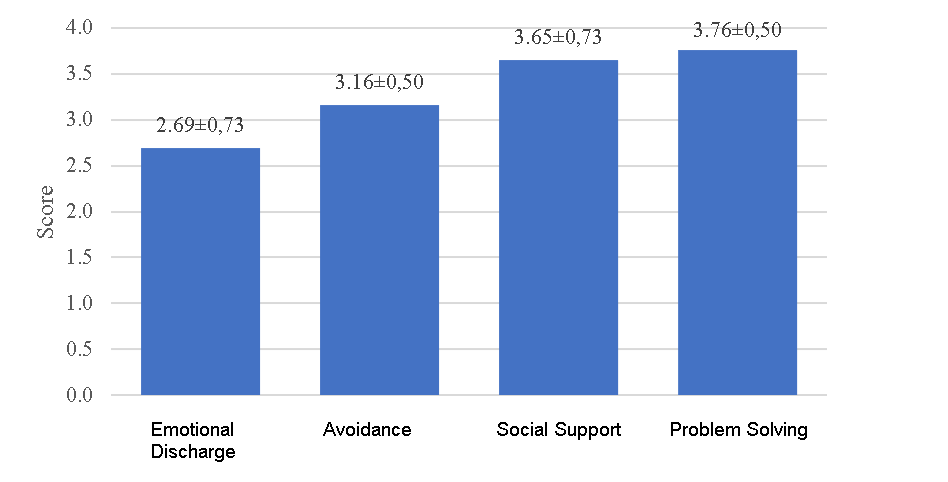 4.0
3.5
3.0
2.5
2.0
1.5
1.0
0.5
0.0
Score
2.69±0,73
3.16±0,50
3.65±0,73
3.76±0,50
Emotional
Discharge
Avoidance
Social Support
Problem Solving